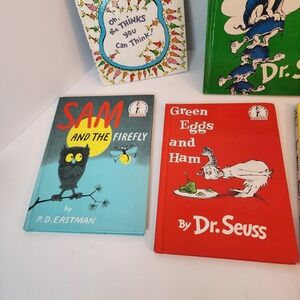 Oh,
the THINKS
you
can Think!
Dr. S
SAM
AND THE FIREFLY
by
P. D. EASTMAN
Green
Eggs
and
Ham
By Dr. Seuss